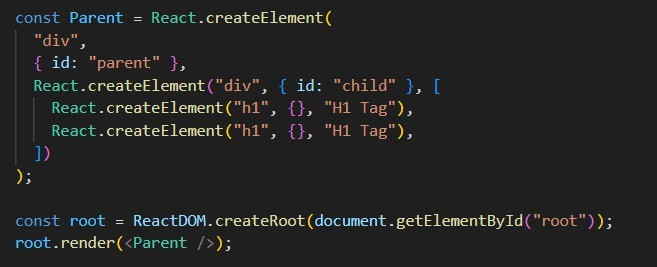 const Parent = React.createElement(
  "div",
  { id: "parent" },
  React.createElement("div", { id: "child" }, [
    React.createElement("h1", {}, "H1 Tag"),
    React.createElement("h1", {}, "H1 Tag"),
  ])
);

const root = ReactDOM.createRoot(document.getElementById("root"));
root.render(<Parent />);